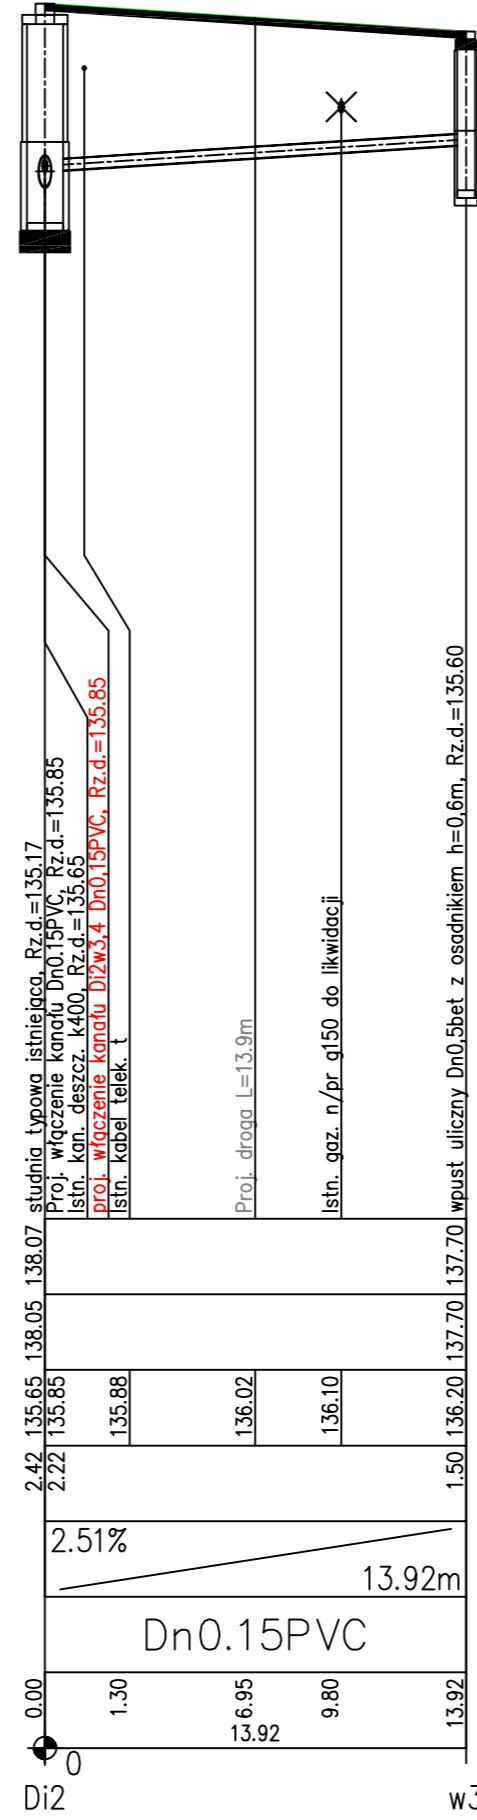 studnia typowa istniejąca, Rz.d.=135.17
Proj. włączenie kanału Dn0.15PVC, Rz.d.=135.85
Istn. kan. deszcz. k400, Rz.d.=135.65
proj. włączenie kanału Di2w3,4 Dn0,15PVC, Rz.d.=135.85
Istn. kabel telek. t
Proj. droga L=13.9m
Istn. gaz. n/pr g150 do likwidacji
wpust uliczny Dn0,5bet z osadnikiem h=0,6m, Rz.d.=135.60
138.07
137.70
138.05
137.70
135.65
135.85
135.88
136.02
136.10
136.20
2.42
2.22
1.50
2.51%
13.92m
Dn0.15PVC
0.00
1.30
6.95
9.80
13.92
13.92
0
Di2
w3